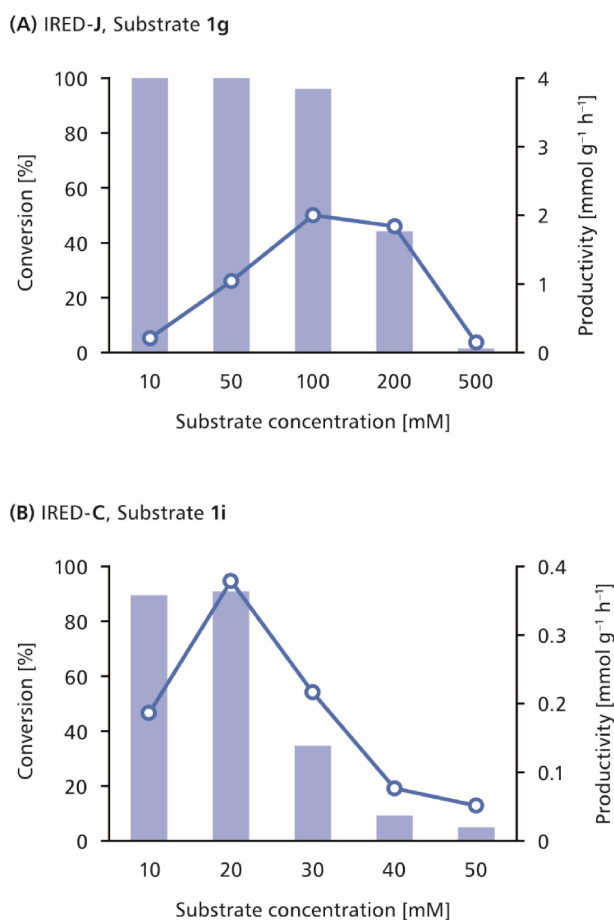 (A) IRED-J, Substrate 1g
100
80
60
40
20
0
Conversion [%]
4
3
2
1
0
Productivity [mmol g⁻¹ h⁻¹]
10 50 100 200 500
Substrate concentration [mM]
(B) IRED-C, Substrate 1i
100
80
60
40
20
0
Conversion [%]
0.4
0.3
0.2
0.1
0
Productivity [mmol g⁻¹ h⁻¹]
10 20 30 40 50
Substrate concentration [mM]